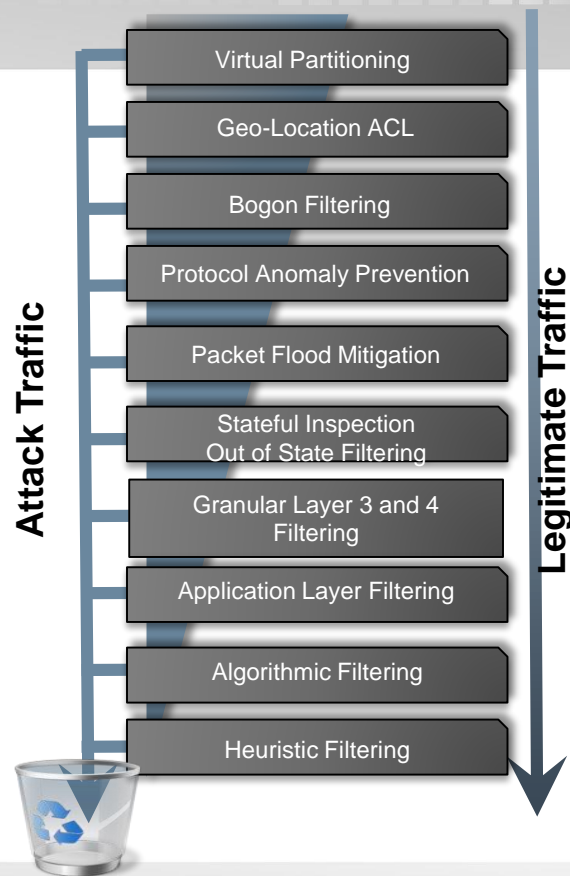 Virtual Partitioning
Geo-Location ACL
Bogon Filtering
Protocol Anomaly Prevention
Packet Flood Mitigation
Stateful Inspection
Out of State Filtering
Granular Layer 3 and 4
Filtering
Application Layer Filtering
Algorithmic Filtering
Heuristic Filtering
Attack Traffic
Legitimate Traffic